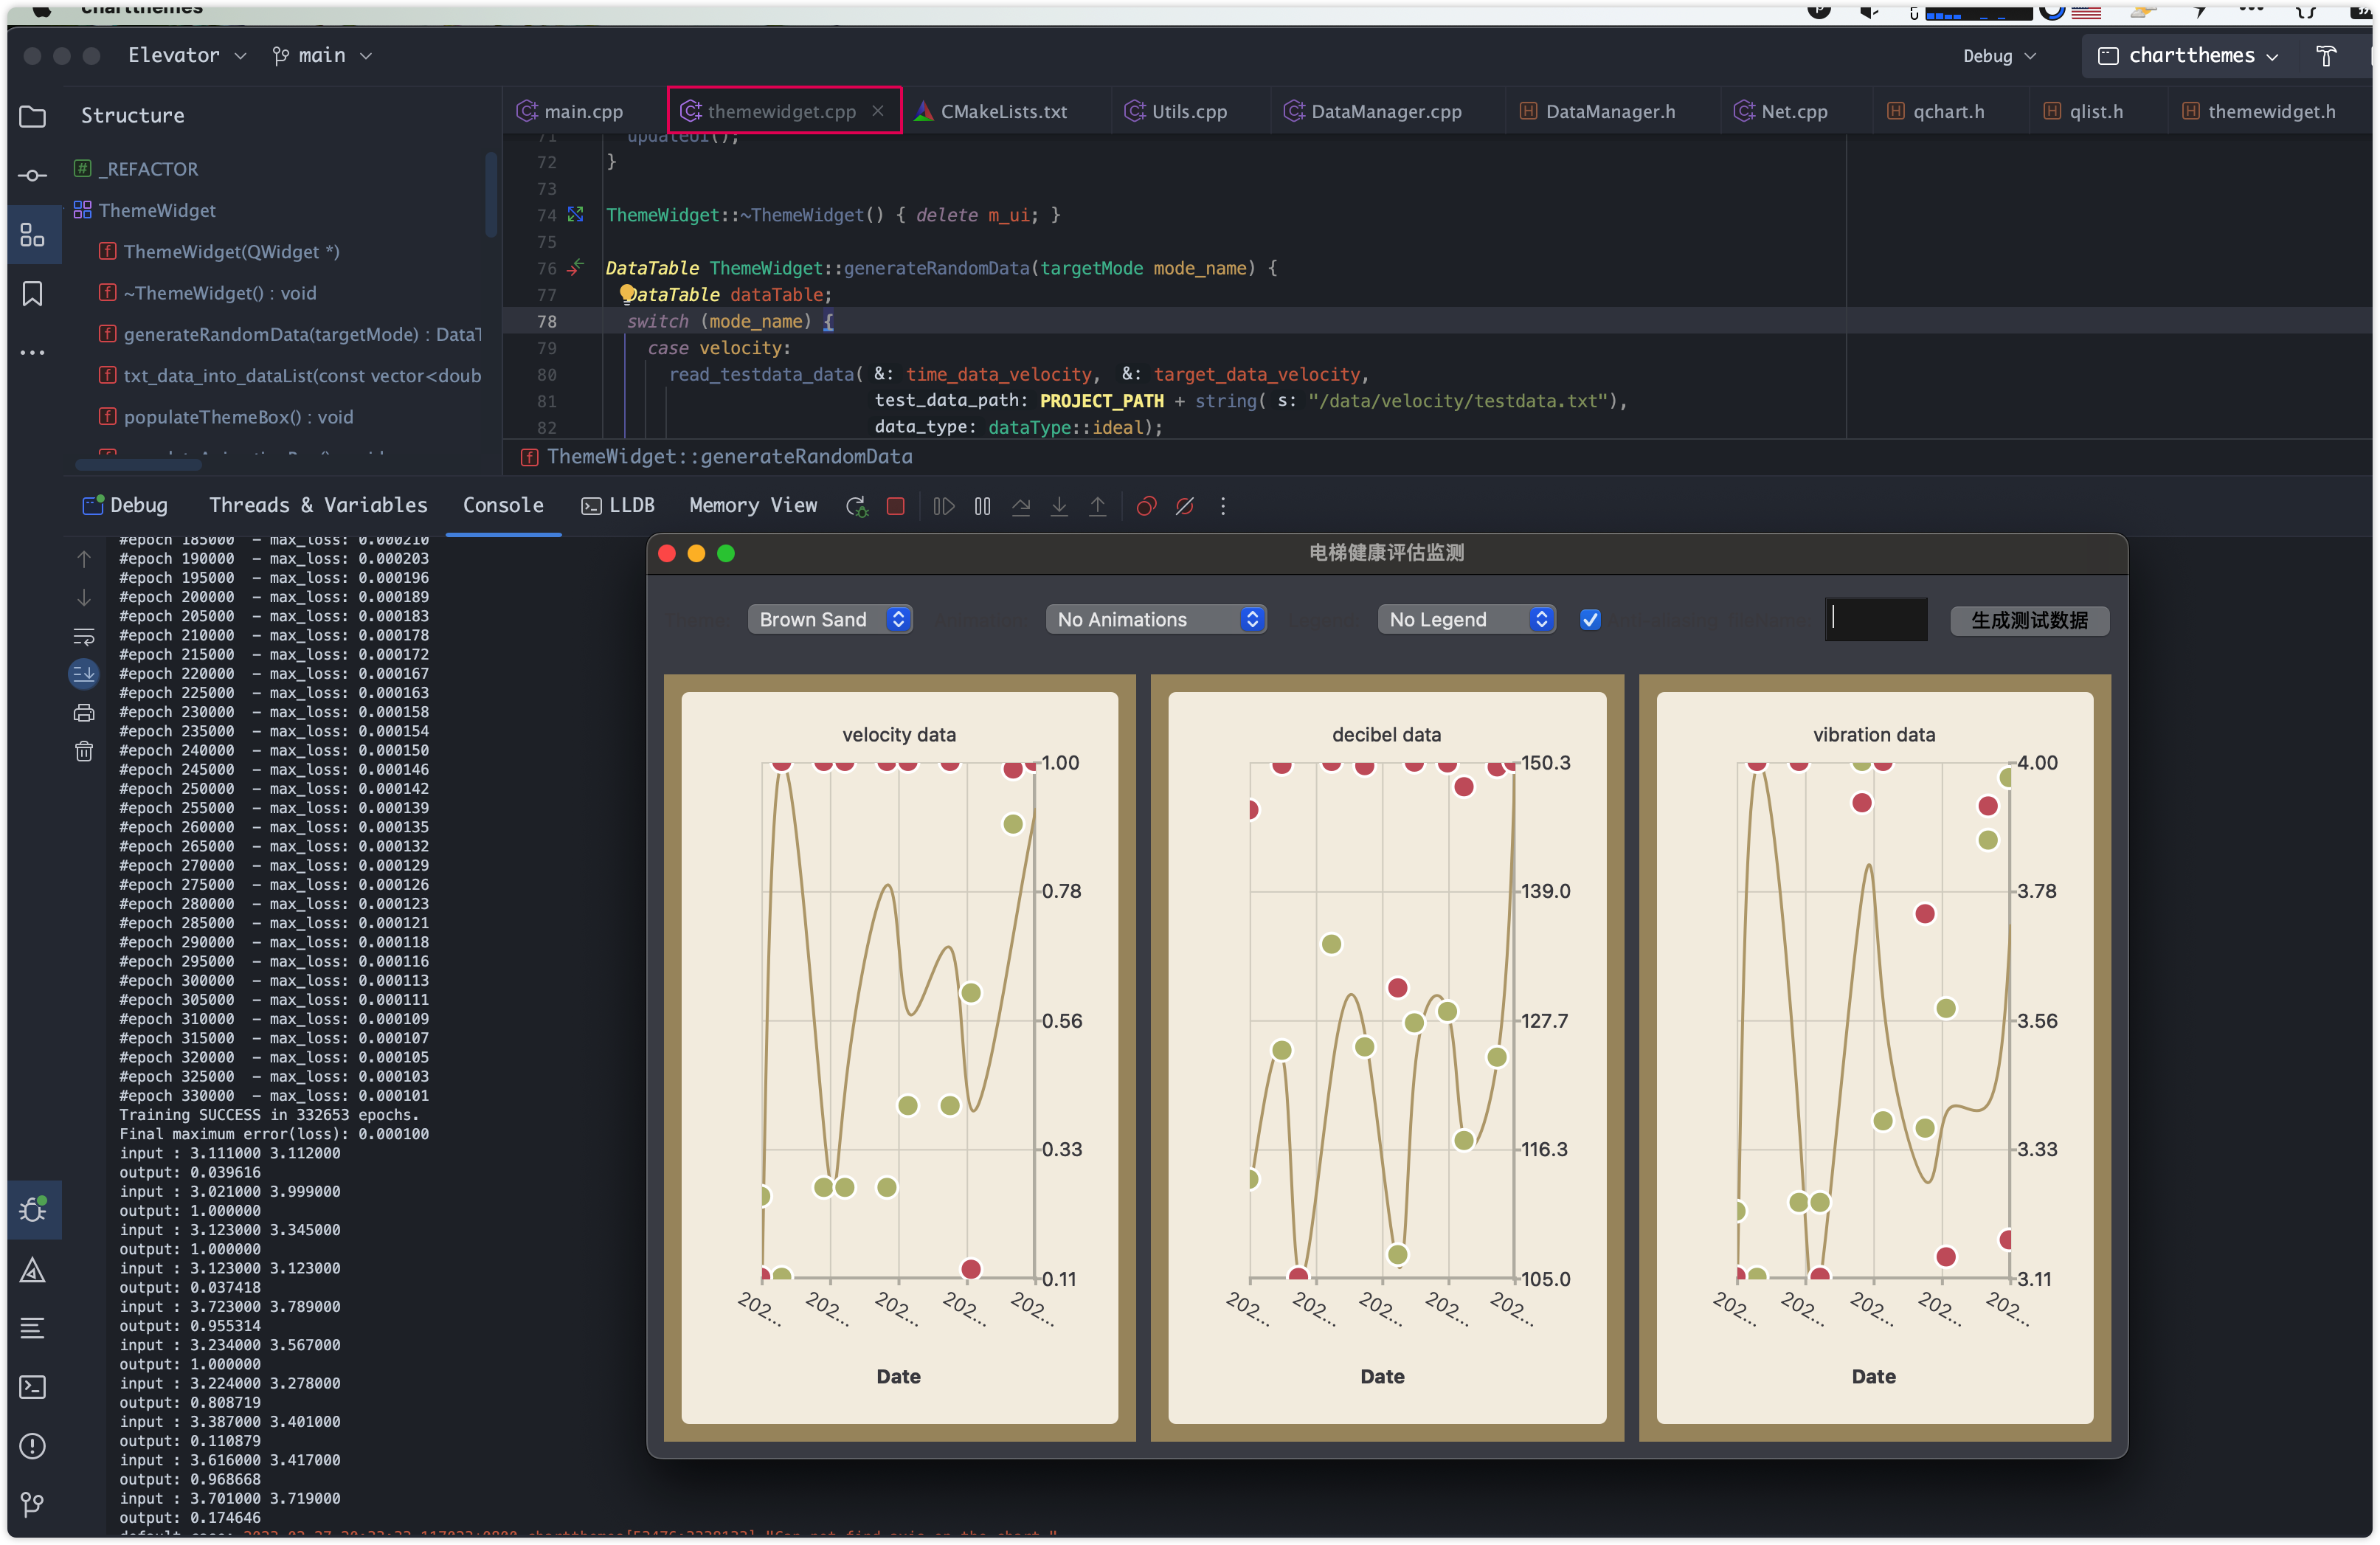 chartthemes
Elevator
main
Debug
chartthemes
Structure
main.cpp
themewidget.cpp
CMakeLists.txt
Utils.cpp
DataManager.cpp
DataManager.h
Net.cpp
qchart.h
qlist.h
themewidget.h
_REFACTOR
ThemeWidget
ThemeWidget(QWidget *)
~ThemeWidget() : void
generateRandomData(targetMode) : DataT
txt_data_into_dataList(const vector<doub
populateThemeBox() : void
71 updateUI();
72 }
73
74 ThemeWidget::~ThemeWidget() { delete m_ui; }
75
76 DataTable ThemeWidget::generateRandomData(targetMode mode_name) {
77 DataTable dataTable;
78 switch (mode_name) {
79 case velocity:
80 read_testdata_data( &: time_data_velocity, &: target_data_velocity,
81 test_data_path: PROJECT_PATH + string( s: "/data/velocity/testdata.txt"),
82 data_type: dataType::ideal);
ThemeWidget::generateRandomData
Debug
Threads & Variables
Console
LLDB
Memory View
#epoch 185000 - max_loss: 0.000210
#epoch 190000 - max_loss: 0.000203
#epoch 195000 - max_loss: 0.000196
#epoch 200000 - max_loss: 0.000189
#epoch 205000 - max_loss: 0.000183
#epoch 210000 - max_loss: 0.000178
#epoch 215000 - max_loss: 0.000172
#epoch 220000 - max_loss: 0.000167
#epoch 225000 - max_loss: 0.000163
#epoch 230000 - max_loss: 0.000158
#epoch 235000 - max_loss: 0.000154
#epoch 240000 - max_loss: 0.000150
#epoch 245000 - max_loss: 0.000146
#epoch 250000 - max_loss: 0.000142
#epoch 255000 - max_loss: 0.000139
#epoch 260000 - max_loss: 0.000135
#epoch 265000 - max_loss: 0.000132
#epoch 270000 - max_loss: 0.000129
#epoch 275000 - max_loss: 0.000126
#epoch 280000 - max_loss: 0.000123
#epoch 285000 - max_loss: 0.000121
#epoch 290000 - max_loss: 0.000118
#epoch 295000 - max_loss: 0.000116
#epoch 300000 - max_loss: 0.000113
#epoch 305000 - max_loss: 0.000111
#epoch 310000 - max_loss: 0.000109
#epoch 315000 - max_loss: 0.000107
#epoch 320000 - max_loss: 0.000105
#epoch 325000 - max_loss: 0.000103
#epoch 330000 - max_loss: 0.000101
Training SUCCESS in 332653 epochs.
Final maximum error(loss): 0.000100
input : 3.111000 3.112000
output: 0.039616
input : 3.021000 3.999000
output: 1.000000
input : 3.123000 3.345000
output: 1.000000
input : 3.123000 3.123000
output: 0.037418
input : 3.723000 3.789000
output: 0.955314
input : 3.234000 3.567000
output: 1.000000
input : 3.224000 3.278000
output: 0.808719
input : 3.387000 3.401000
output: 0.110879
input : 3.616000 3.417000
output: 0.968668
input : 3.701000 3.719000
output: 0.174646
电梯健康评估监测
Brown Sand
No Animations
No Legend
生成测试数据
velocity data
1.00
0.78
0.56
0.33
0.11
202...
202...
202...
202...
202...
Date
decibel data
150.3
139.0
127.7
116.3
105.0
202...
202...
202...
202...
202...
Date
vibration data
4.00
3.78
3.56
3.33
3.11
202...
202...
202...
202...
202...
Date